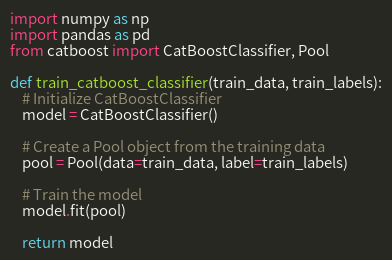 import numpy as np
import pandas as pd
from catboost import CatBoostClassifier, Pool

def train_catboost_classifier(train_data, train_labels):
    # Initialize CatBoostClassifier
    model = CatBoostClassifier()

    # Create a Pool object from the training data
    pool = Pool(data=train_data, label=train_labels)

    # Train the model
    model.fit(pool)

    return model